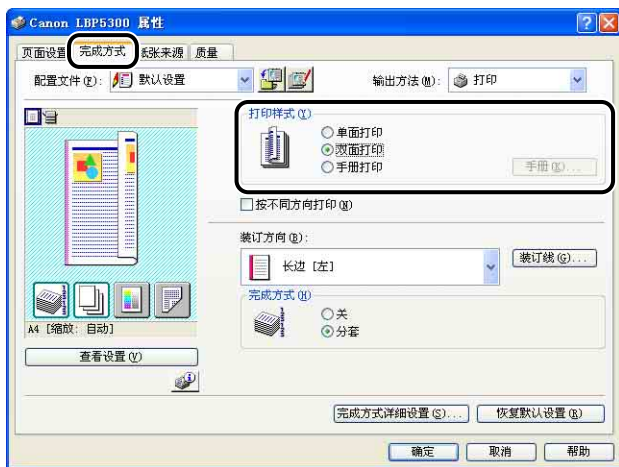 Canon LBP5300 属性
页面设置 完成方式 纸张来源 质量
配置文件(F): 默认设置 输出方法(M): 打印
打印样式(Y)
单面打印
双面打印
手册打印 手册(K)...
按不同方向打印(N)
装订方向(B):
长边 [左] 装订线(G)...
完成方式(H)
关
分套
A4 [缩放: 自动]
查看设置(V)
完成方式详细设置(S)... 恢复默认设置(R)
确定 取消 帮助